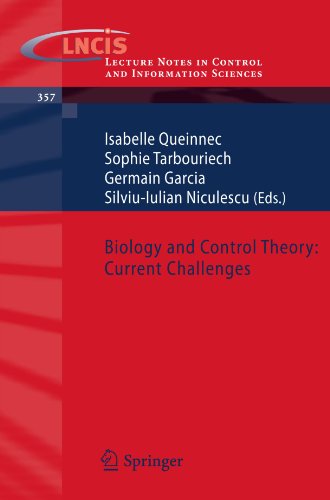 LNCIS
LECTURE NOTES IN CONTROL
AND INFORMATION SCIENCES
357
Isabelle Queinnec
Sophie Tarbouriech
Germain Garcia
Silviu-Iulian Niculescu (Eds.)
Biology and Control Theory:
Current Challenges
Springer